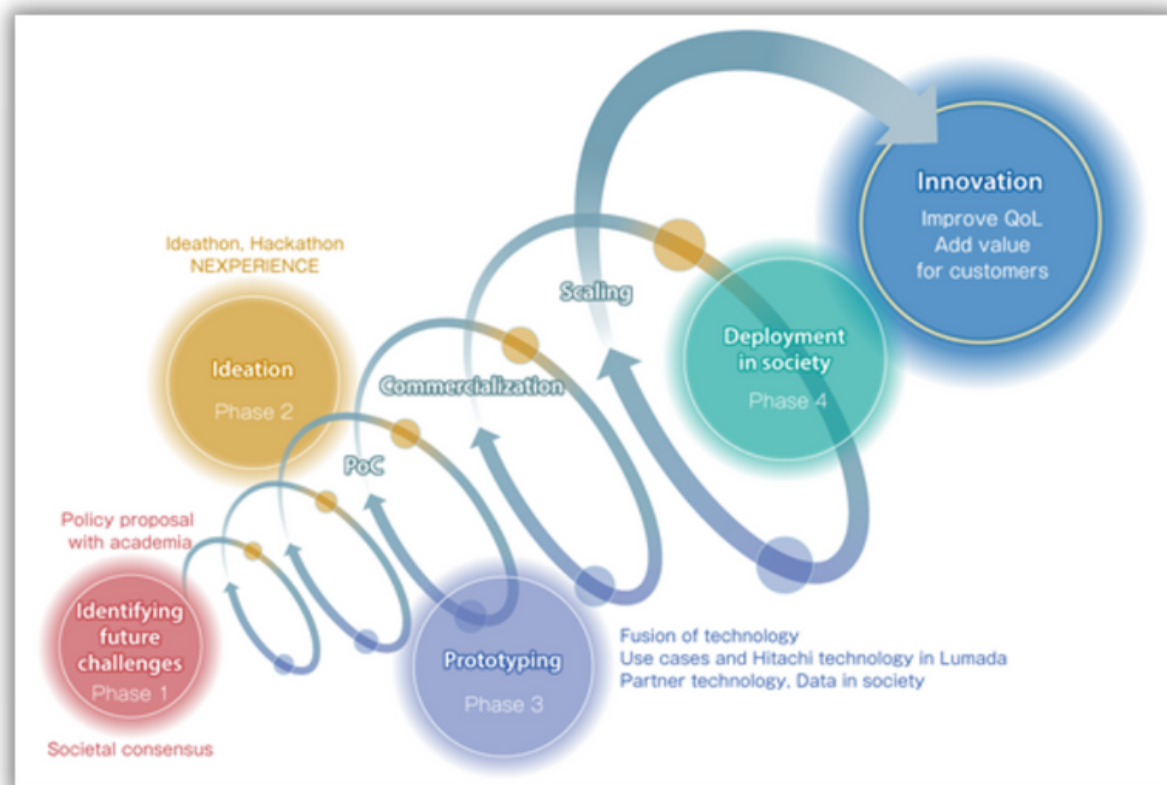 Innovation
Improve QoL
Add value
for customers
Ideathon, Hackathon
NEXPERIENCE
Scaling
Deployment
in society
Phase 4
Ideation
Phase 2
Commercialization
PoC
Policy proposal
with academia
Identifying
future
challenges
Phase 1
Societal consensus
Prototyping
Phase 3
Fusion of technology
Use cases and Hitachi technology in Lumada
Partner technology, Data in society